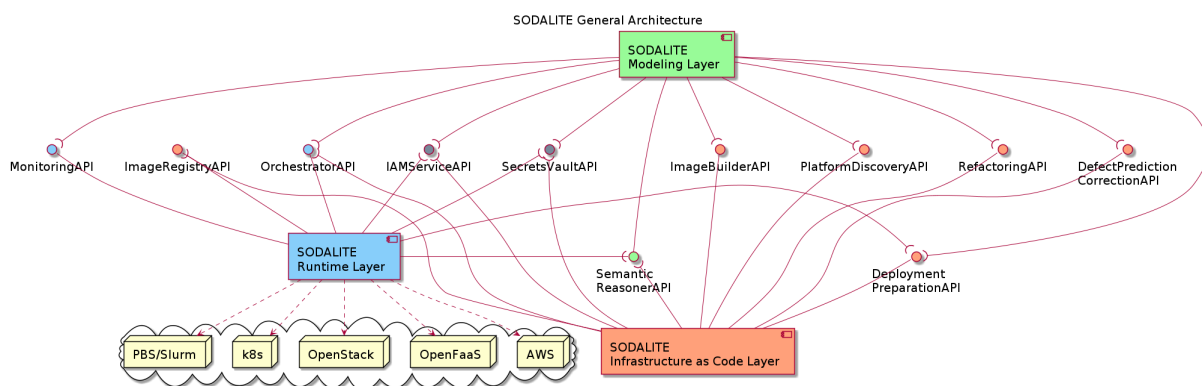 SODALITE General Architecture
SODALITE
Modeling Layer
MonitoringAPI
ImageRegistryAPI
OrchestratorAPI
IAMServiceAPI
SecretsVaultAPI
ImageBuilderAPI
PlatformDiscoveryAPI
RefactoringAPI
DefectPrediction
CorrectionAPI
SODALITE
Runtime Layer
Semantic
ReasonerAPI
Deployment
PreparationAPI
PBS/Slurm
k8s
OpenStack
OpenFaaS
AWS
SODALITE
Infrastructure as Code Layer